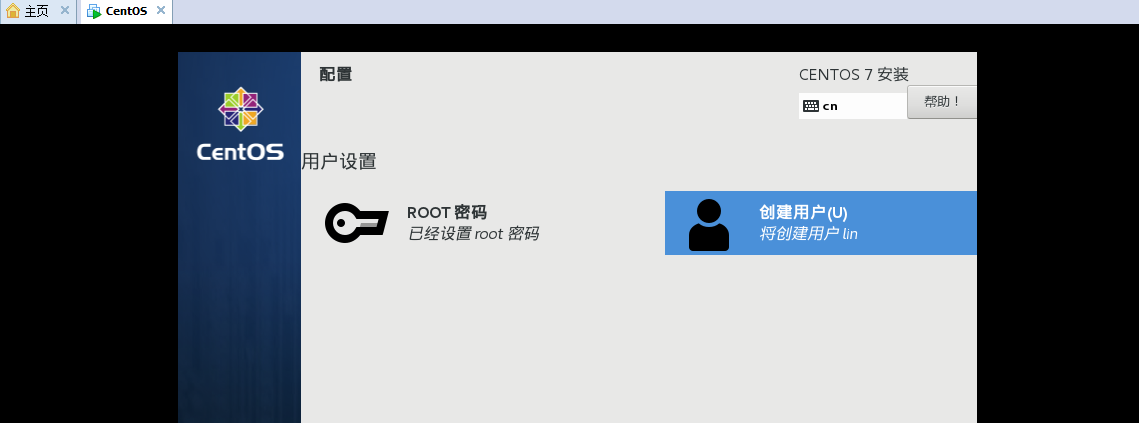 主页
CentOS
配置
CENTOS 7 安装
cn
帮助！
CentOS
用户设置
ROOT 密码
已经设置 root 密码
创建用户(U)
将创建用户 lin